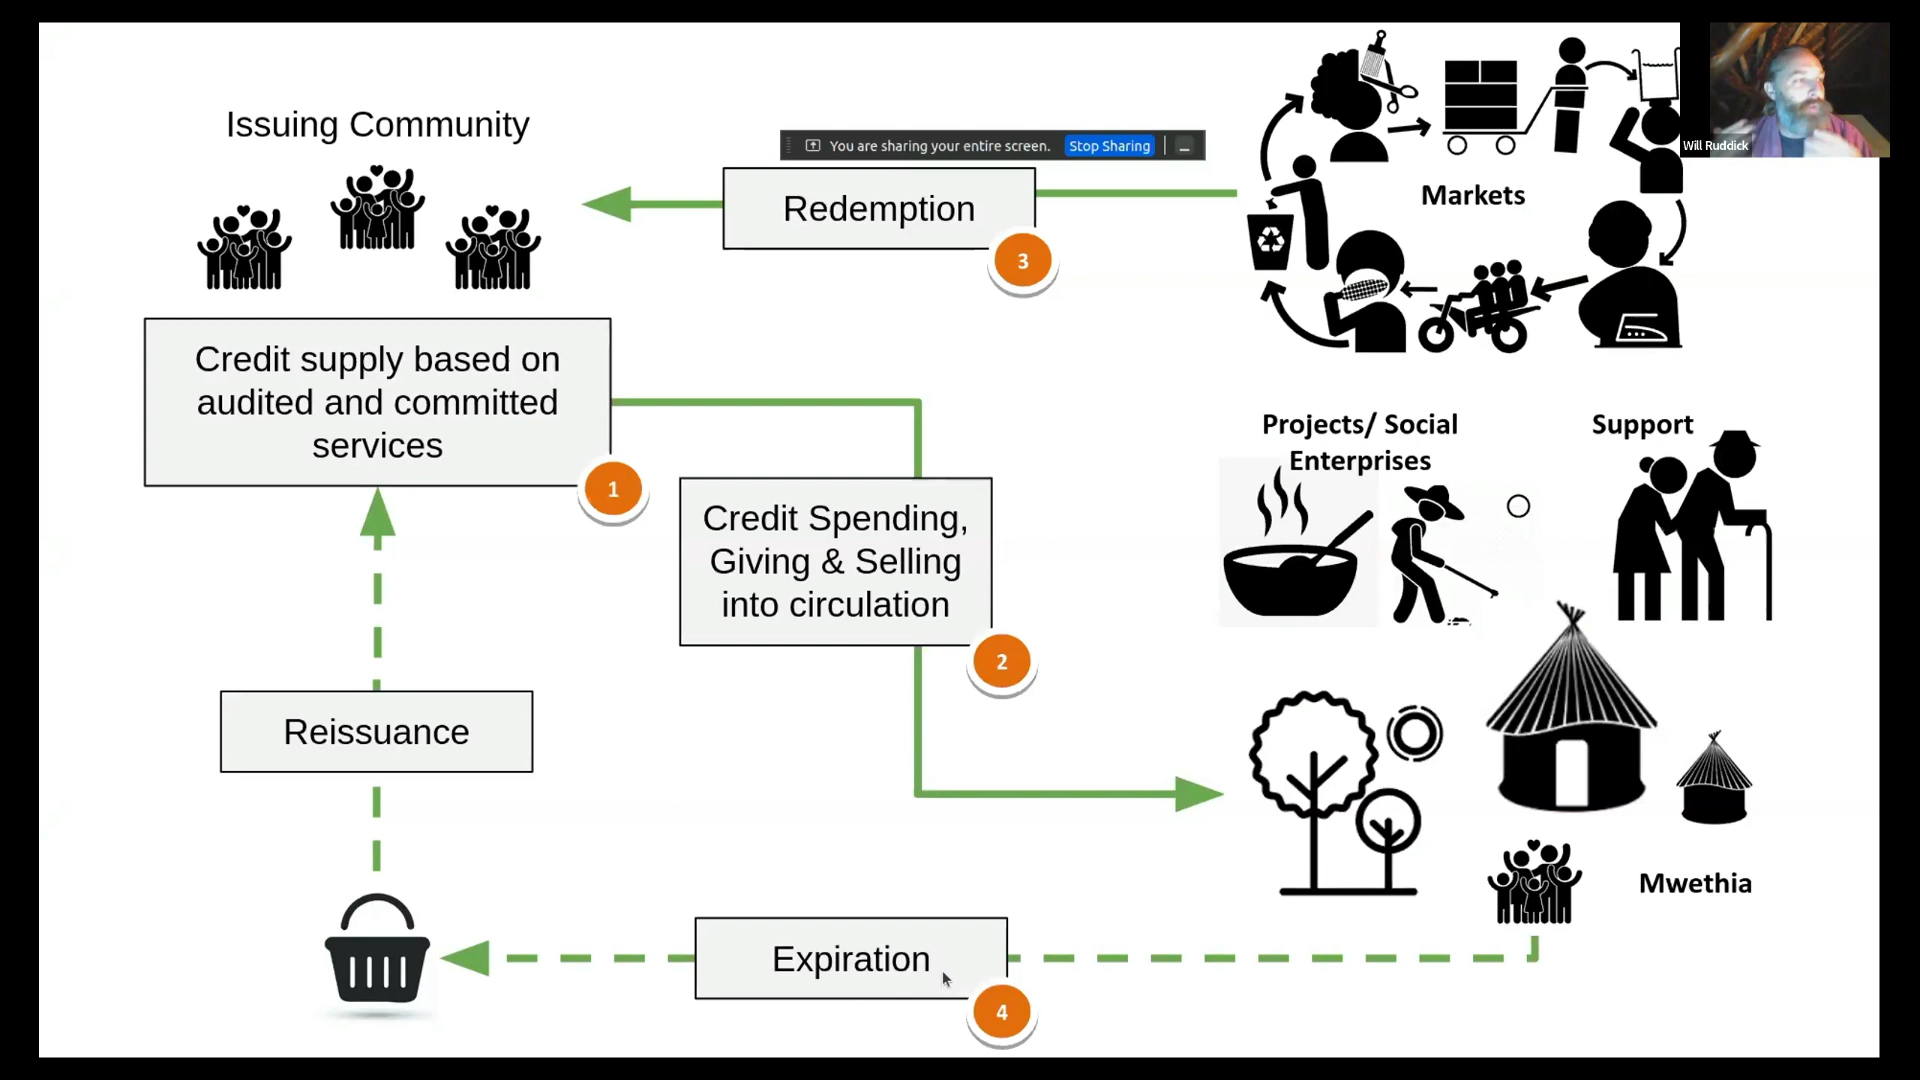 Issuing Community
You are sharing your entire screen. Stop Sharing
Will Ruddick
Redemption
3
Markets
Credit supply based on
audited and committed
services
1
Projects/ Social
Enterprises
Support
Credit Spending,
Giving & Selling
into circulation
2
Reissuance
Mwethia
Expiration
4